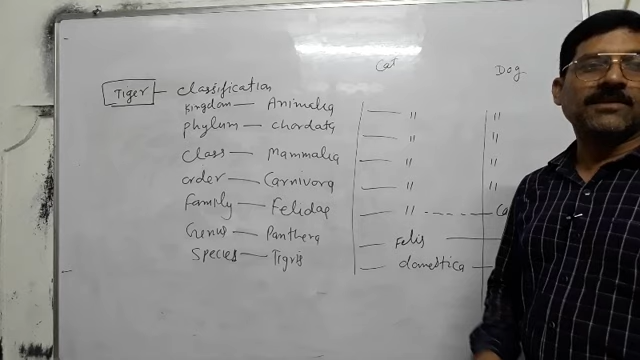 Cat Dog
Tiger — Classification
Kingdom — Animalia — " "
phylum — chordata — " "
Class — Mammalia — " "
order — Carnivora — " "
Family — Felidae — " ----- Ca
Genus — Panthera — Felis —
Species — Tigris — domestica —